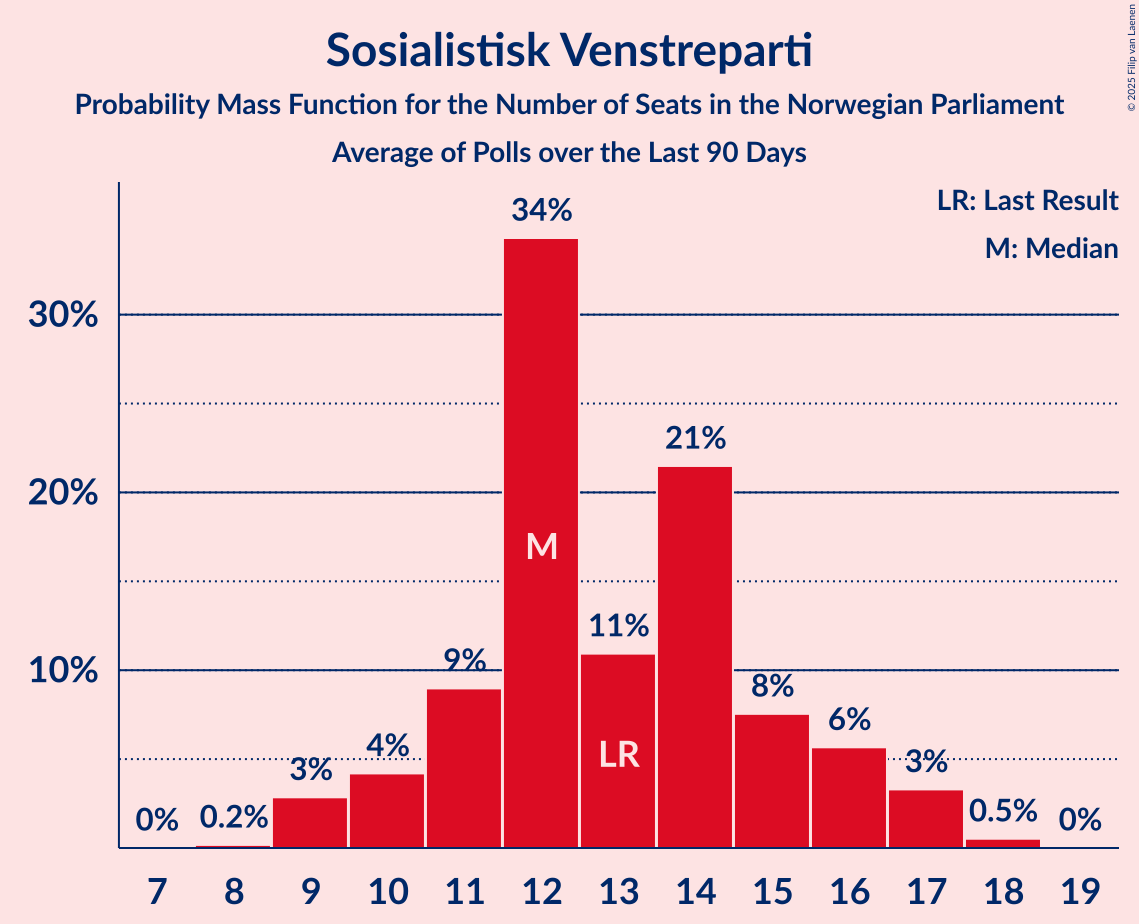 Sosialistisk Venstreparti
Probability Mass Function for the Number of Seats in the Norwegian Parliament
Average of Polls over the Last 90 Days
© 2025 Filip van Laenen
LR: Last Result
M: Median
34%
30%
21%
20%
M
11%
9%
10%
8%
6%
4%
LR
3%
3%
0%
0.2%
0.5%
0%
7 8 9 10 11 12 13 14 15 16 17 18 19